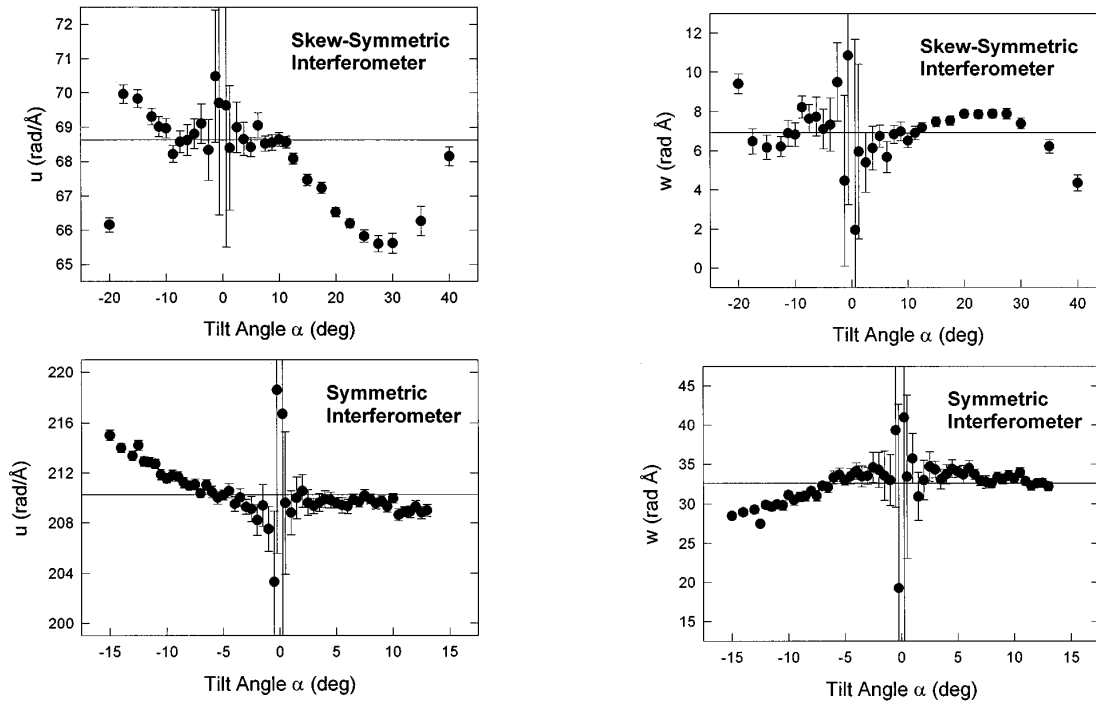 72
71
70
69
68
67
66
65
u (rad/Å)
Skew-Symmetric
Interferometer
-20 -10 0 10 20 30 40
Tilt Angle α (deg)
12
10
8
6
4
2
0
w (rad Å)
Skew-Symmetric
Interferometer
-20 -10 0 10 20 30 40
Tilt Angle α (deg)
220
216
212
208
204
200
u (rad/Å)
Symmetric
Interferometer
-15 -10 -5 0 5 10 15
Tilt Angle α (deg)
45
40
35
30
25
20
15
w (rad Å)
Symmetric
Interferometer
-15 -10 -5 0 5 10 15
Tilt Angle α (deg)